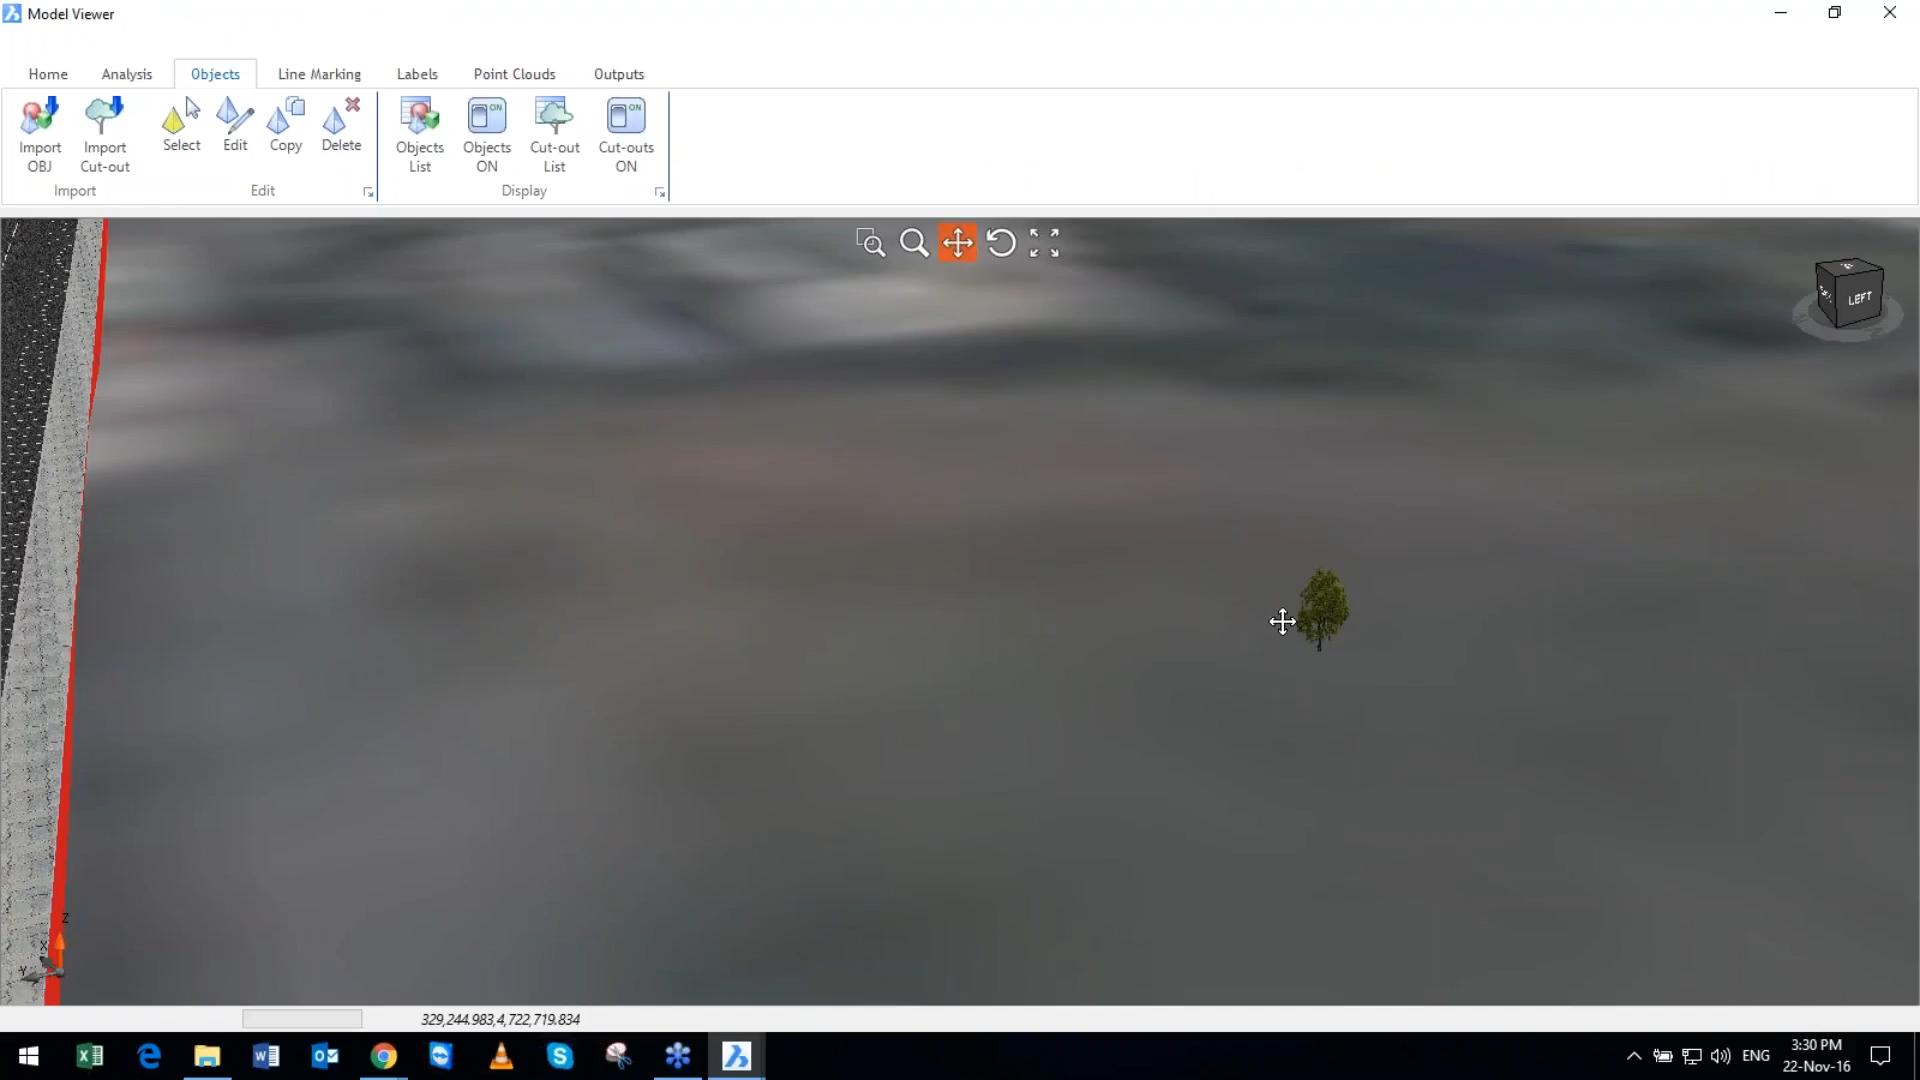 Model Viewer
Home Analysis Objects Line Marking Labels Point Clouds Outputs
Import OBJ
Import Cut-out
Select
Edit
Copy
Delete
Objects List
Objects ON
Cut-out List
Cut-outs ON
ON
ON
Import
Edit
Display
LEFT
Z
X
Y
329,244.983,4,722,719.834
ENG
3:30 PM
22-Nov-16